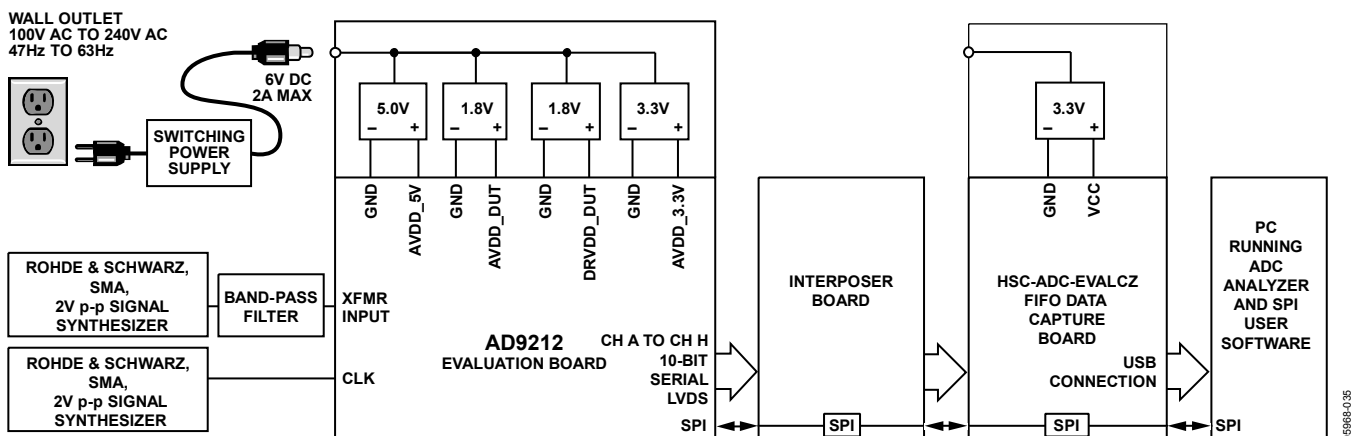 WALL OUTLET
100V AC TO 240V AC
47Hz TO 63Hz
6V DC
2A MAX
SWITCHING
POWER
SUPPLY
5.0V
– +
1.8V
– +
1.8V
– +
3.3V
– +
GND
AVDD_5V
GND
AVDD_DUT
GND
DRVDD_DUT
GND
AVDD_3.3V
3.3V
– +
GND
VCC
ROHDE & SCHWARZ,
SMA,
2V p-p SIGNAL
SYNTHESIZER
BAND-PASS
FILTER
XFMR
INPUT
ROHDE & SCHWARZ,
SMA,
2V p-p SIGNAL
SYNTHESIZER
CLK
AD9212
EVALUATION BOARD
CH A TO CH H
10-BIT
SERIAL
LVDS
SPI
INTERPOSER
BOARD
SPI
HSC-ADC-EVALCZ
FIFO DATA
CAPTURE
BOARD
USB
CONNECTION
SPI
PC
RUNNING
ADC
ANALYZER
AND SPI
USER
SOFTWARE
SPI